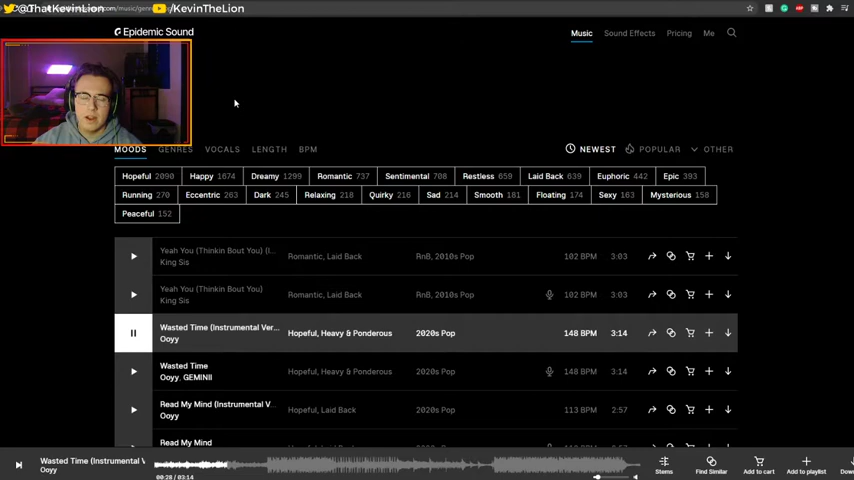 @ThatKevinLion /KevinTheLion
Epidemic Sound
Music Sound Effects Pricing Me
MOODS GENRES VOCALS LENGTH BPM NEWEST POPULAR OTHER
Hopeful 2090 Happy 1674 Dreamy 1299 Romantic 737 Sentimental 708 Restless 659 Laid Back 639 Euphoric 442 Epic 393
Running 270 Eccentric 263 Dark 245 Relaxing 218 Quirky 216 Sad 214 Smooth 181 Floating 174 Sexy 163 Mysterious 158
Peaceful 152
Yeah You (Thinkin Bout You) (I... Romantic, Laid Back RnB, 2010s Pop 102 BPM 3:03
King Sis
Yeah You (Thinkin Bout You) Romantic, Laid Back RnB, 2010s Pop 102 BPM 3:03
King Sis
Wasted Time (Instrumental Ver... Hopeful, Heavy & Ponderous 2020s Pop 148 BPM 3:14
Ooyy
Wasted Time Hopeful, Heavy & Ponderous 2020s Pop 148 BPM 3:14
Ooyy, GEMINII
Read My Mind (Instrumental V... Hopeful, Laid Back 2020s Pop 113 BPM 2:57
Ooyy
Read My Mind
Wasted Time (Instrumental V
Ooyy
00:28 / 03:14
Stems Find Similar Add to cart Add to playlist Down